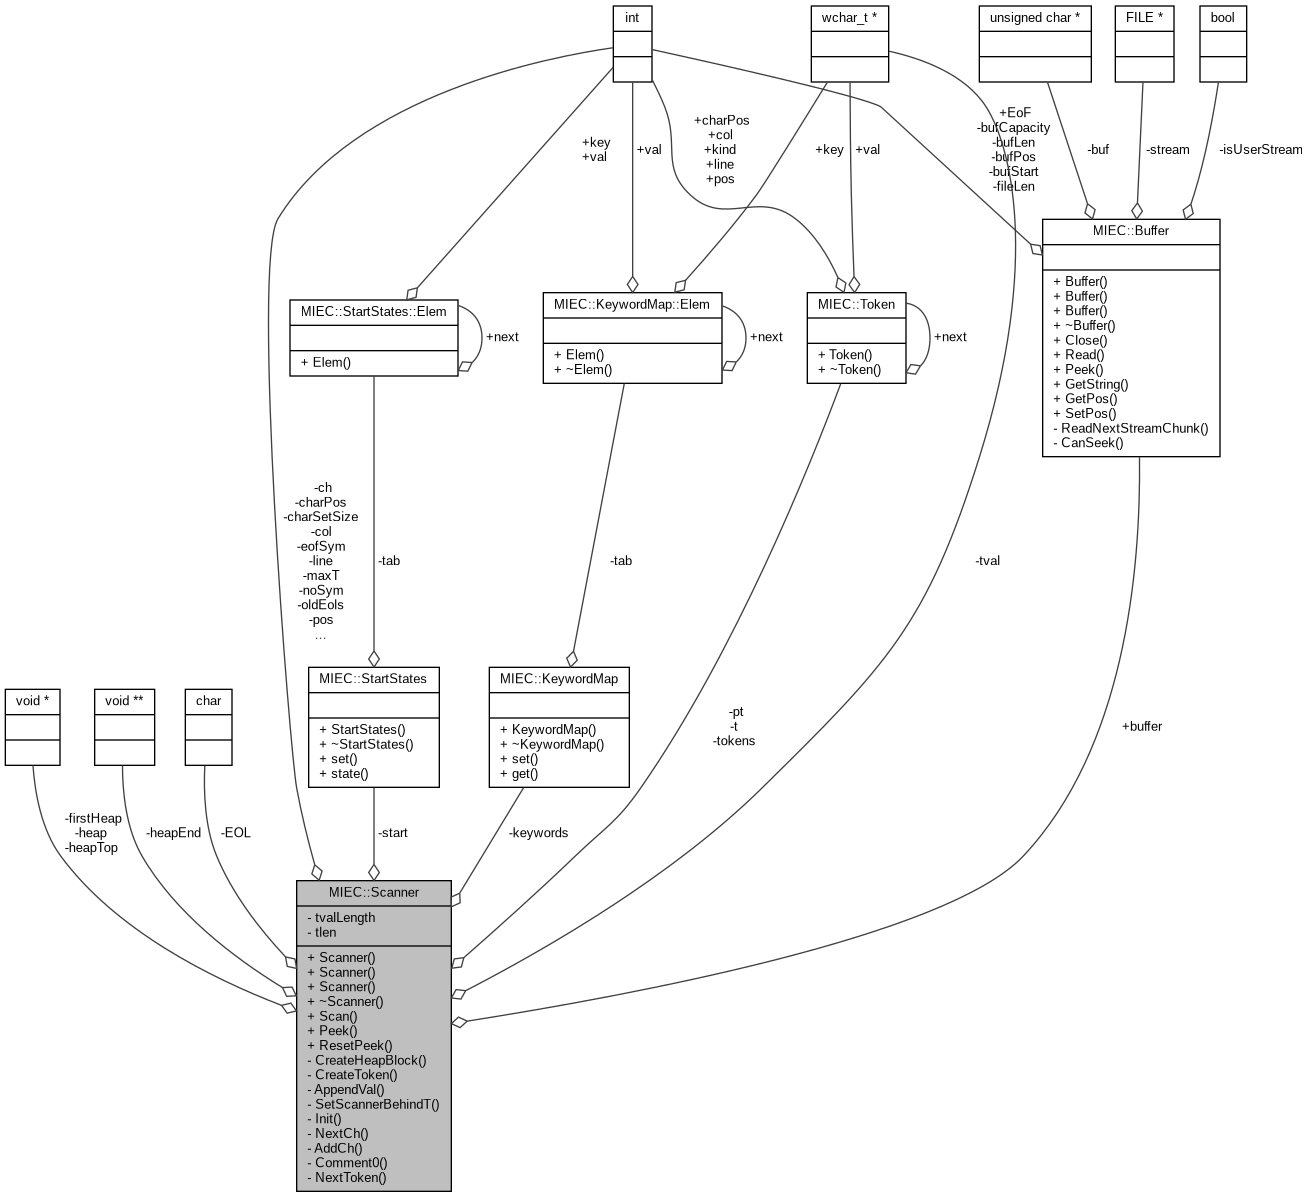 int
wchar_t *
unsigned char *
FILE *
bool
+key
+val
+val
+charPos
+col
+kind
+line
+pos
+key
+val
+EoF
-bufCapacity
-bufLen
-bufPos
-bufStart
-fileLen
-buf
-stream
-isUserStream
MIEC::Buffer
+ Buffer()
+ Buffer()
+ Buffer()
+ ~Buffer()
+ Close()
+ Read()
+ Peek()
+ GetString()
+ GetPos()
+ SetPos()
- ReadNextStreamChunk()
- CanSeek()
MIEC::StartStates::Elem
+ Elem()
+next
MIEC::KeywordMap::Elem
+ Elem()
+ ~Elem()
+next
MIEC::Token
+ Token()
+ ~Token()
+next
-ch
-charPos
-charSetSize
-col
-eofSym
-line
-maxT
-noSym
-oldEols
-pos
...
-tab
-tab
-tval
void *
void **
char
MIEC::StartStates
+ StartStates()
+ ~StartStates()
+ set()
+ state()
MIEC::KeywordMap
+ KeywordMap()
+ ~KeywordMap()
+ set()
+ get()
-pt
-t
-tokens
+buffer
-firstHeap
-heap
-heapTop
-heapEnd
-EOL
-start
-keywords
MIEC::Scanner
- tvalLength
- tlen
+ Scanner()
+ Scanner()
+ Scanner()
+ ~Scanner()
+ Scan()
+ Peek()
+ ResetPeek()
- CreateHeapBlock()
- CreateToken()
- AppendVal()
- SetScannerBehindT()
- Init()
- NextCh()
- AddCh()
- Comment0()
- NextToken()